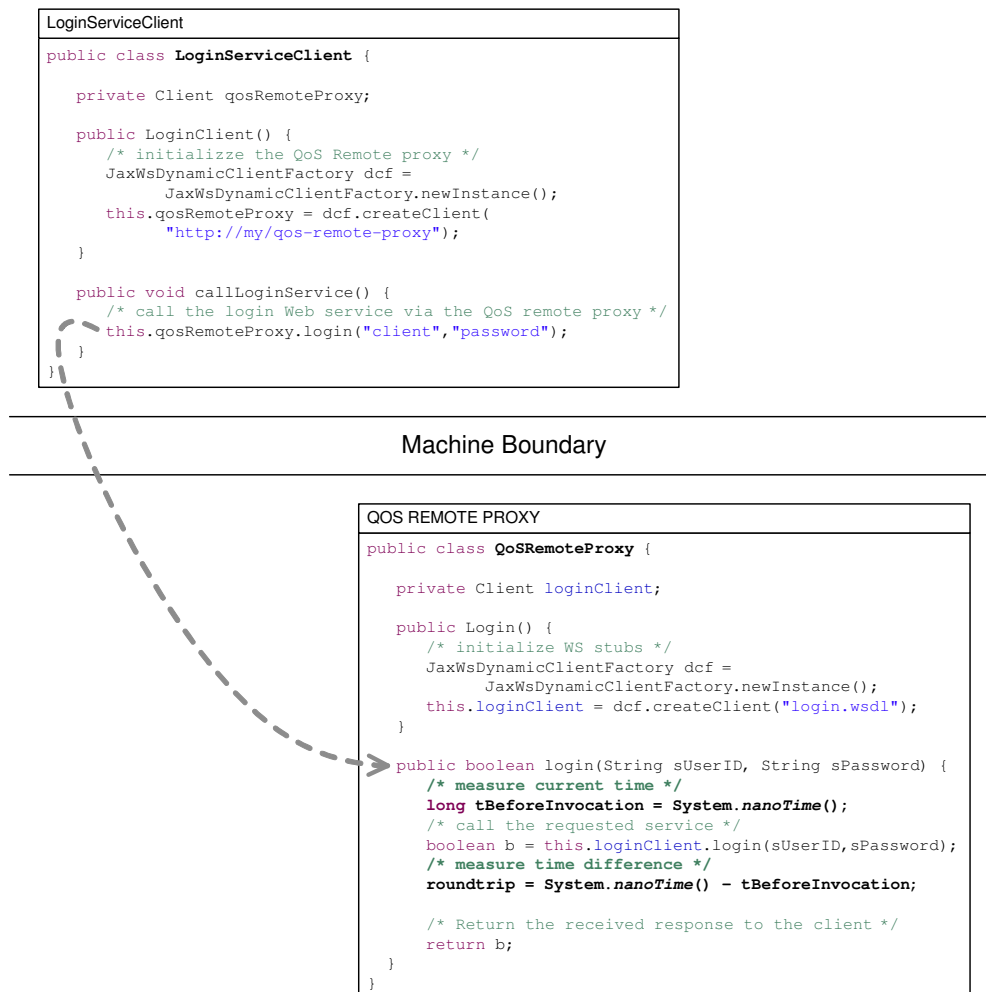 LoginServiceClient
public class LoginServiceClient {
private Client qosRemoteProxy;
public LoginClient() {
/* initializze the QoS Remote proxy */
JaxWsDynamicClientFactory dcf =
JaxWsDynamicClientFactory.newInstance();
this.qosRemoteProxy = dcf.createClient(
"http://my/qos-remote-proxy");
}
public void callLoginService() {
/* call the login Web service via the QoS remote proxy */
this.qosRemoteProxy.login("client","password");
}
}
Machine Boundary
QOS REMOTE PROXY
public class QoSRemoteProxy {
private Client loginClient;
public Login() {
/* initialize WS stubs */
JaxWsDynamicClientFactory dcf =
JaxWsDynamicClientFactory.newInstance();
this.loginClient = dcf.createClient("login.wsdl");
}
public boolean login(String sUserID, String sPassword) {
/* measure current time */
long tBeforeInvocation = System.nanoTime();
/* call the requested service */
boolean b = this.loginClient.login(sUserID,sPassword);
/* measure time difference */
roundtrip = System.nanoTime() - tBeforeInvocation;
/* Return the received response to the client */
return b;
}
}